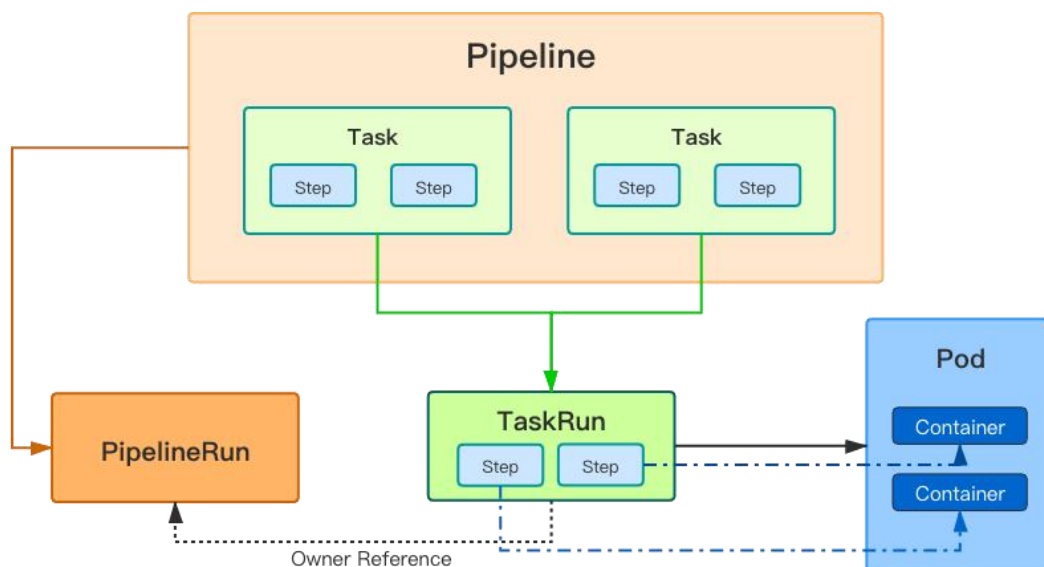 Pipeline
Task
Task
Step
Step
Step
Step
Pod
PipelineRun
TaskRun
Container
Step
Step
Container
Owner Reference